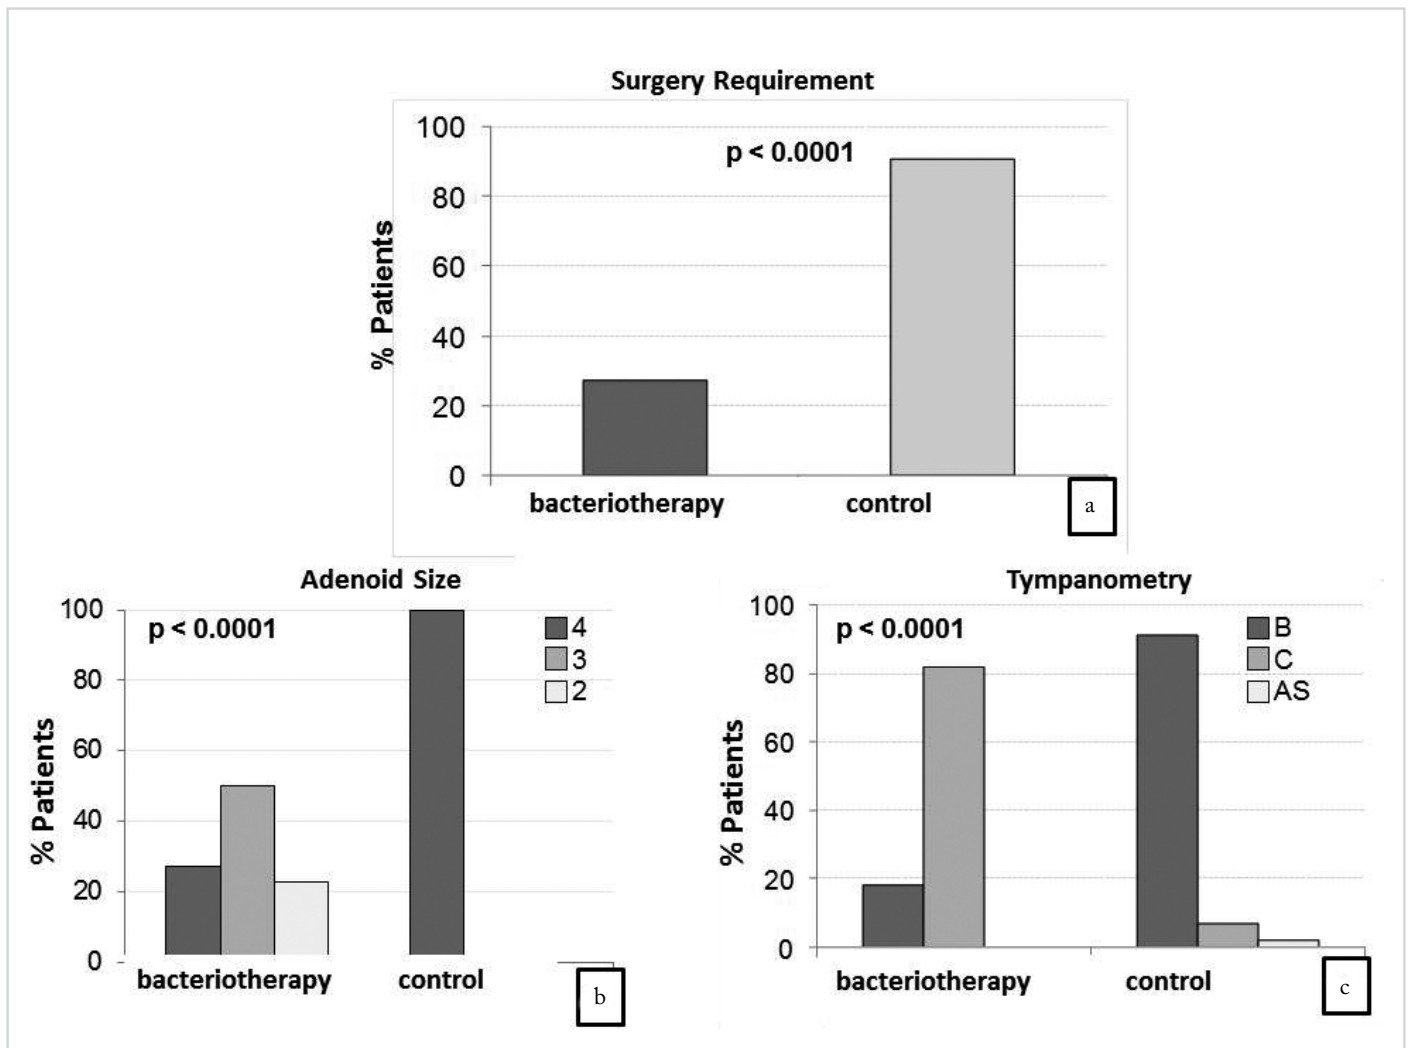 Surgery Requirement
100
p < 0.0001
80
60
40
20
0
% Patients
bacteriotherapy control
a
Adenoid Size
100
p < 0.0001
80
60
40
20
0
% Patients
4
3
2
bacteriotherapy control
b
Tympanometry
100
p < 0.0001
80
60
40
20
0
% Patients
B
C
AS
bacteriotherapy control
c